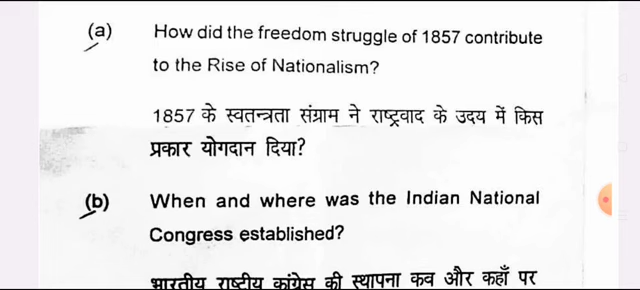 (a) How did the freedom struggle of 1857 contribute
to the Rise of Nationalism?
1857 के स्वतन्त्रता संग्राम ने राष्ट्रवाद के उदय में किस
प्रकार योगदान दिया?
(b) When and where was the Indian National
Congress established?
भारतीय राष्ट्रीय कांग्रेस की स्थापना कव और कहाँ पर